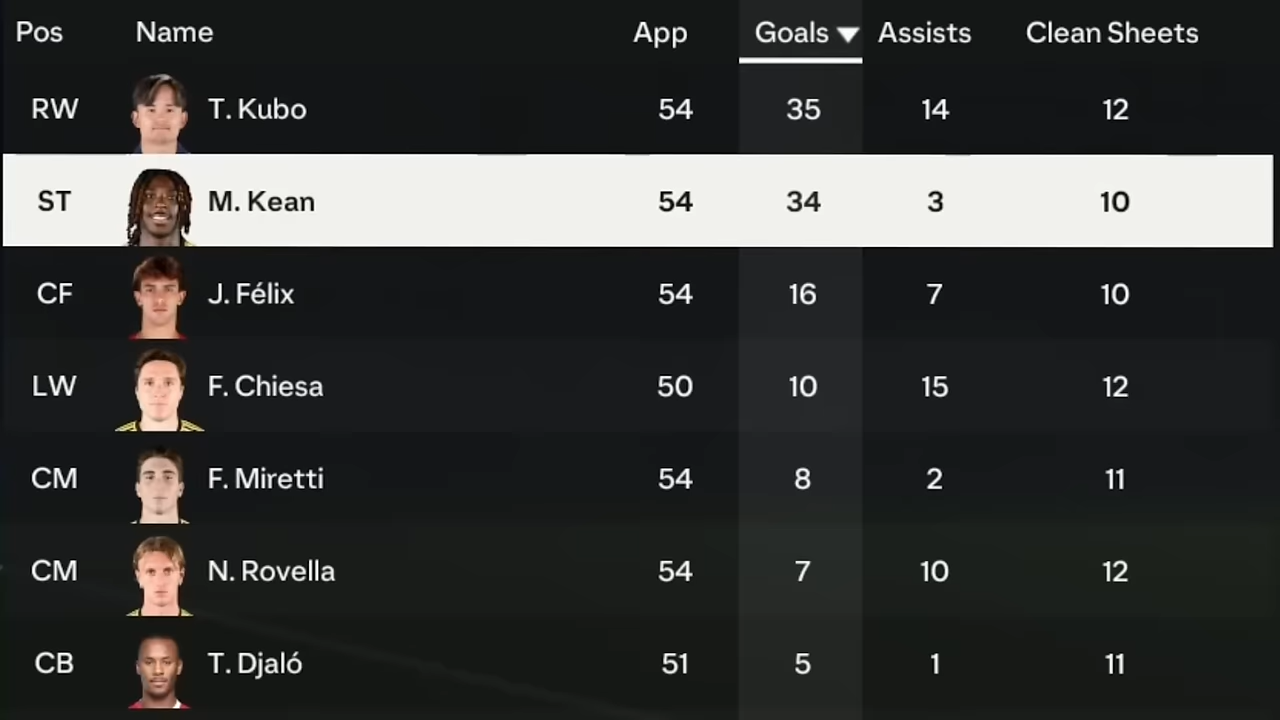 Pos Name App Goals Assists Clean Sheets
RW T. Kubo 54 35 14 12
ST M. Kean 54 34 3 10
CF J. Félix 54 16 7 10
LW F. Chiesa 50 10 15 12
CM F. Miretti 54 8 2 11
CM N. Rovella 54 7 10 12
CB T. Djaló 51 5 1 11